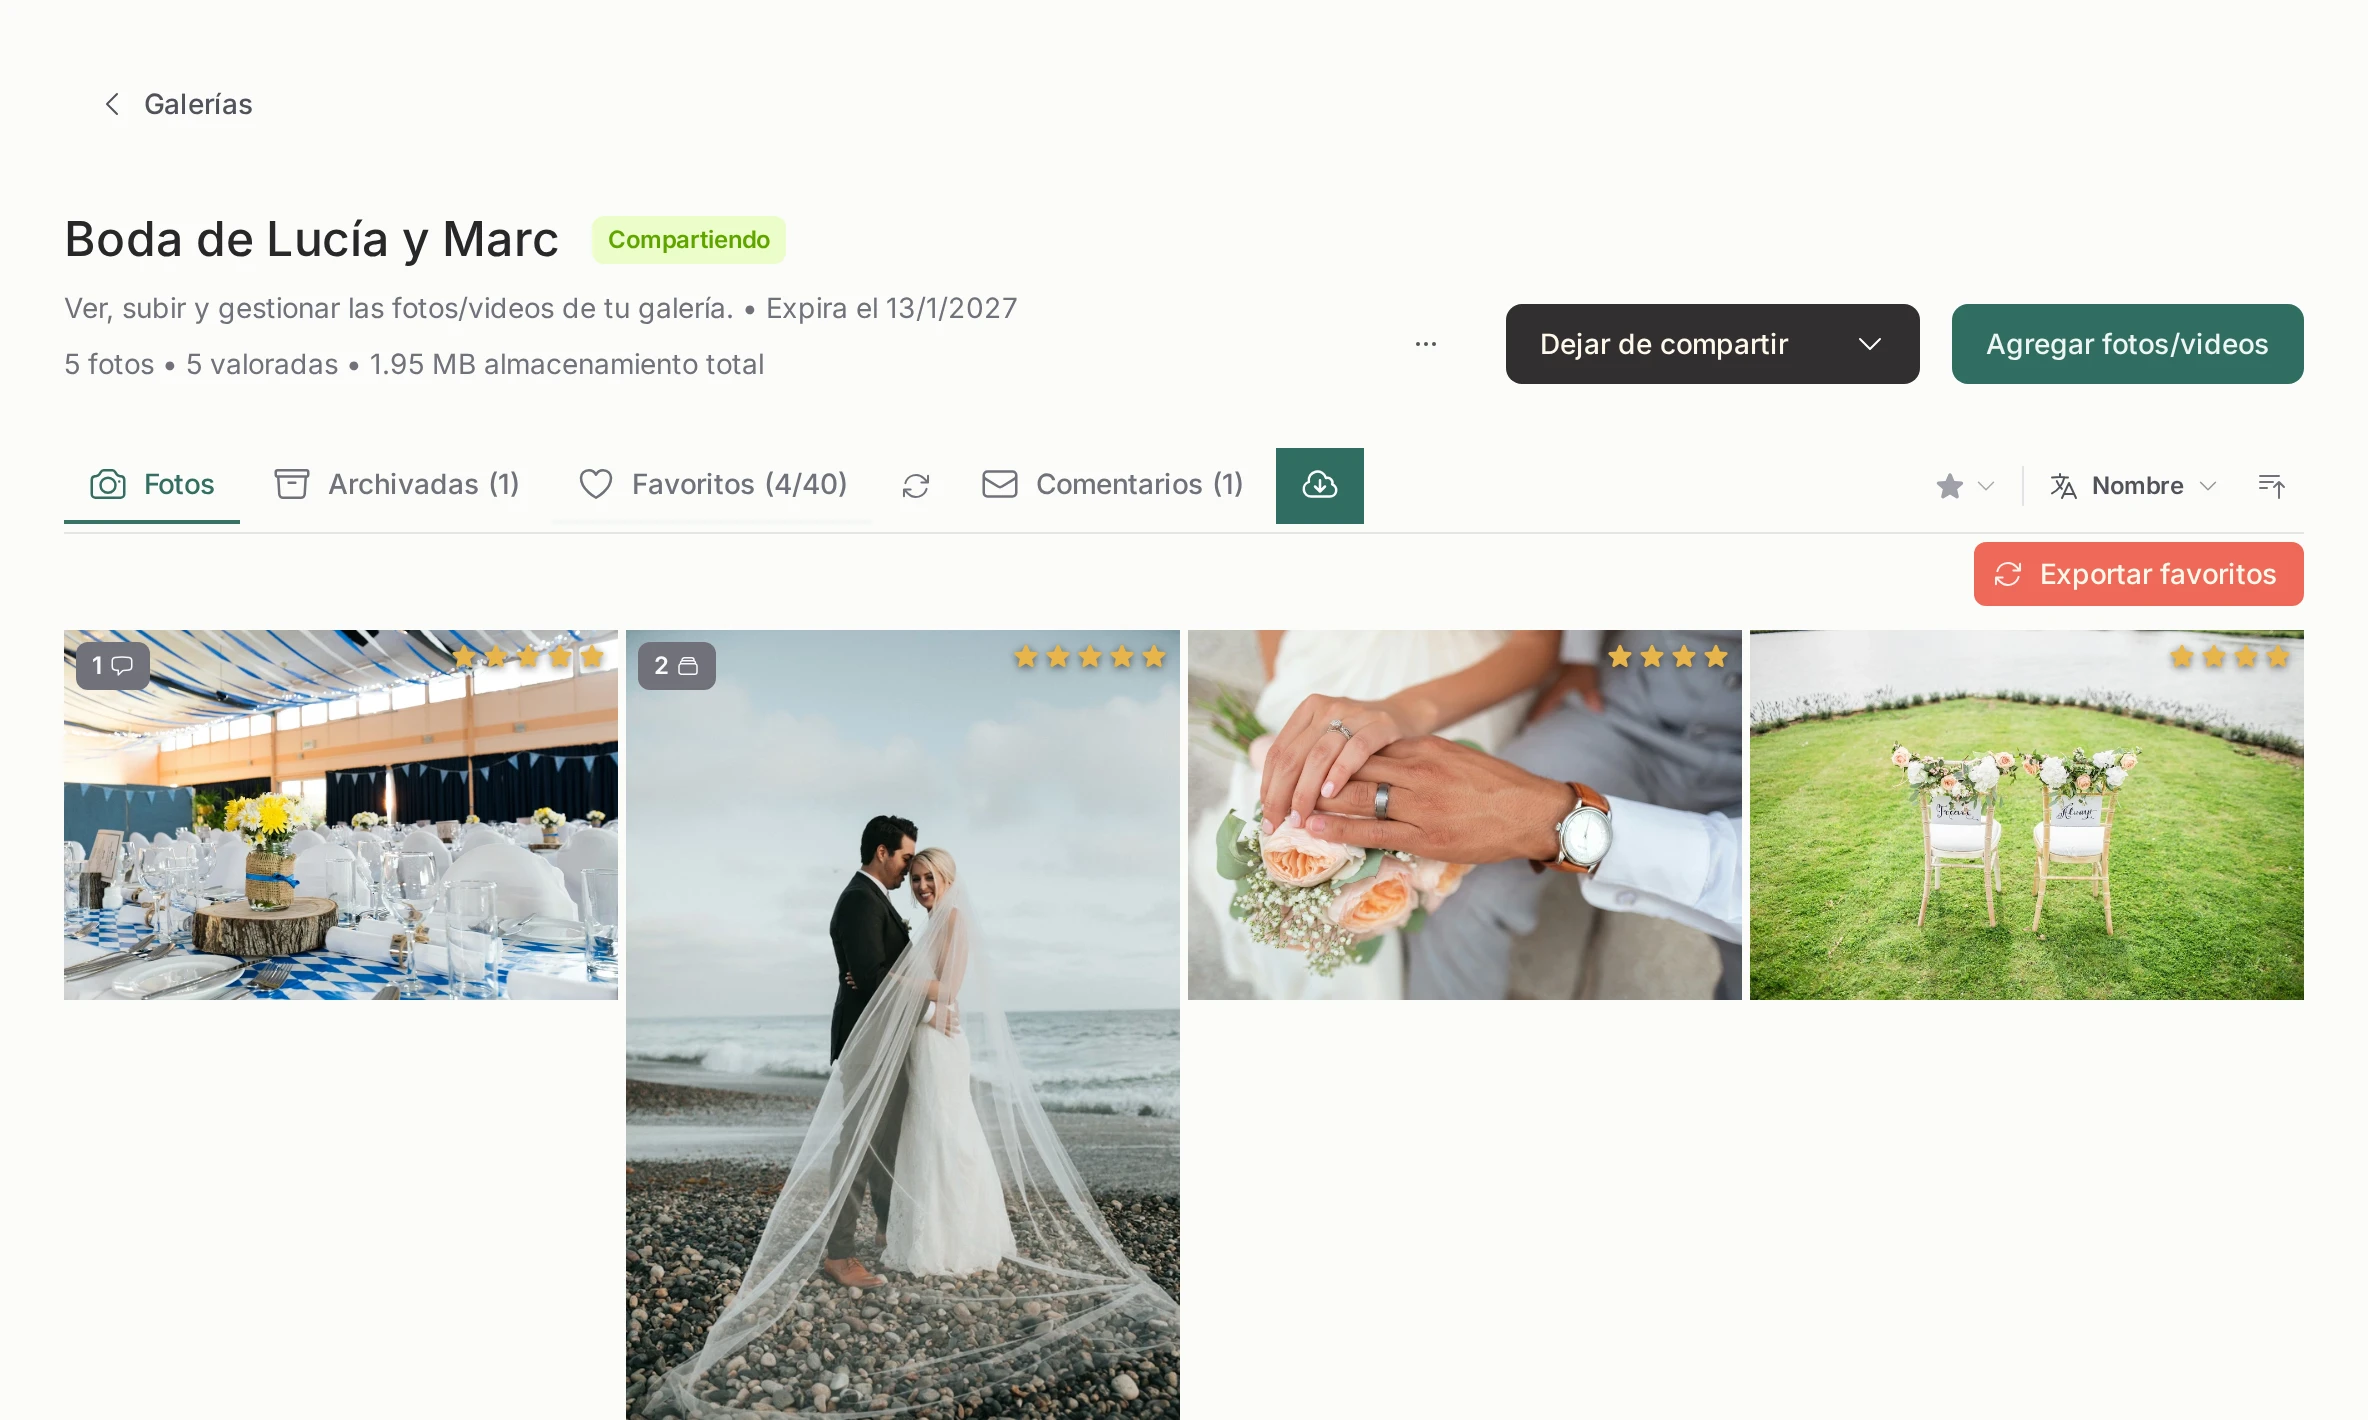 Galerías
Boda de Lucía y Marc Compartiendo
Ver, subir y gestionar las fotos/videos de tu galería. • Expira el 13/1/2027
5 fotos • 5 valoradas • 1.95 MB almacenamiento total
... Dejar de compartir Agregar fotos/videos
Fotos Archivadas (1) Favoritos (4/40) Comentarios (1) Nombre
Exportar favoritos
1 2
Always